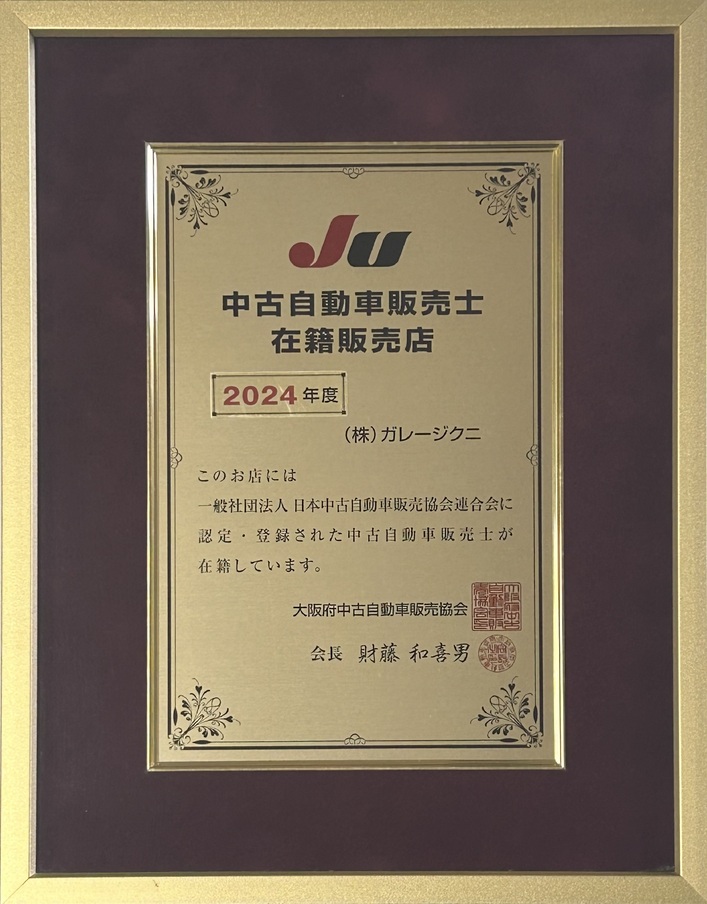 JU
中古自動車販売士
在籍販売店
2024年度
（株）ガレージクニ
このお店には
一般社団法人 日本中古自動車販売協会連合会に
認定・登録された中古自動車販売士が
在籍しています。
大阪府中古自動車販売協会
会長 財藤 和喜男